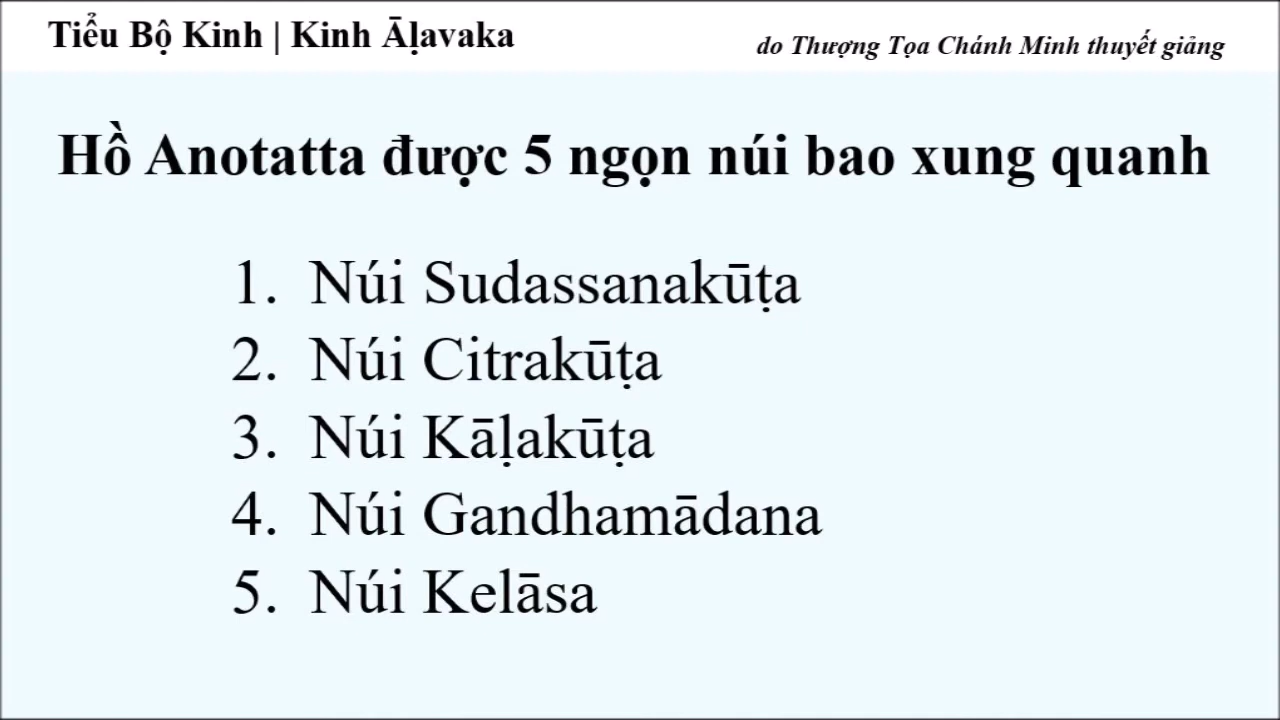 Tiểu Bộ Kinh | Kinh Āḷavaka
do Thượng Tọa Chánh Minh thuyết giảng
Hồ Anotatta được 5 ngọn núi bao xung quanh
1. Núi Sudassanakūṭa
2. Núi Citrakūṭa
3. Núi Kāḷakūṭa
4. Núi Gandhamādana
5. Núi Kelāsa